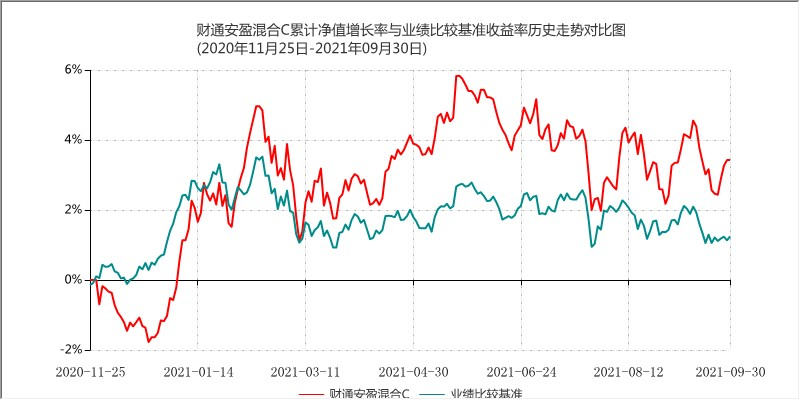 财通安盈混合C累计净值增长率与业绩比较基准收益率历史走势对比图
(2020年11月25日-2021年09月30日)
6%
4%
2%
0%
-2%
2020-11-25 2021-01-14 2021-03-11 2021-04-30 2021-06-24 2021-08-12 2021-09-30
财通安盈混合C 业绩比较基准